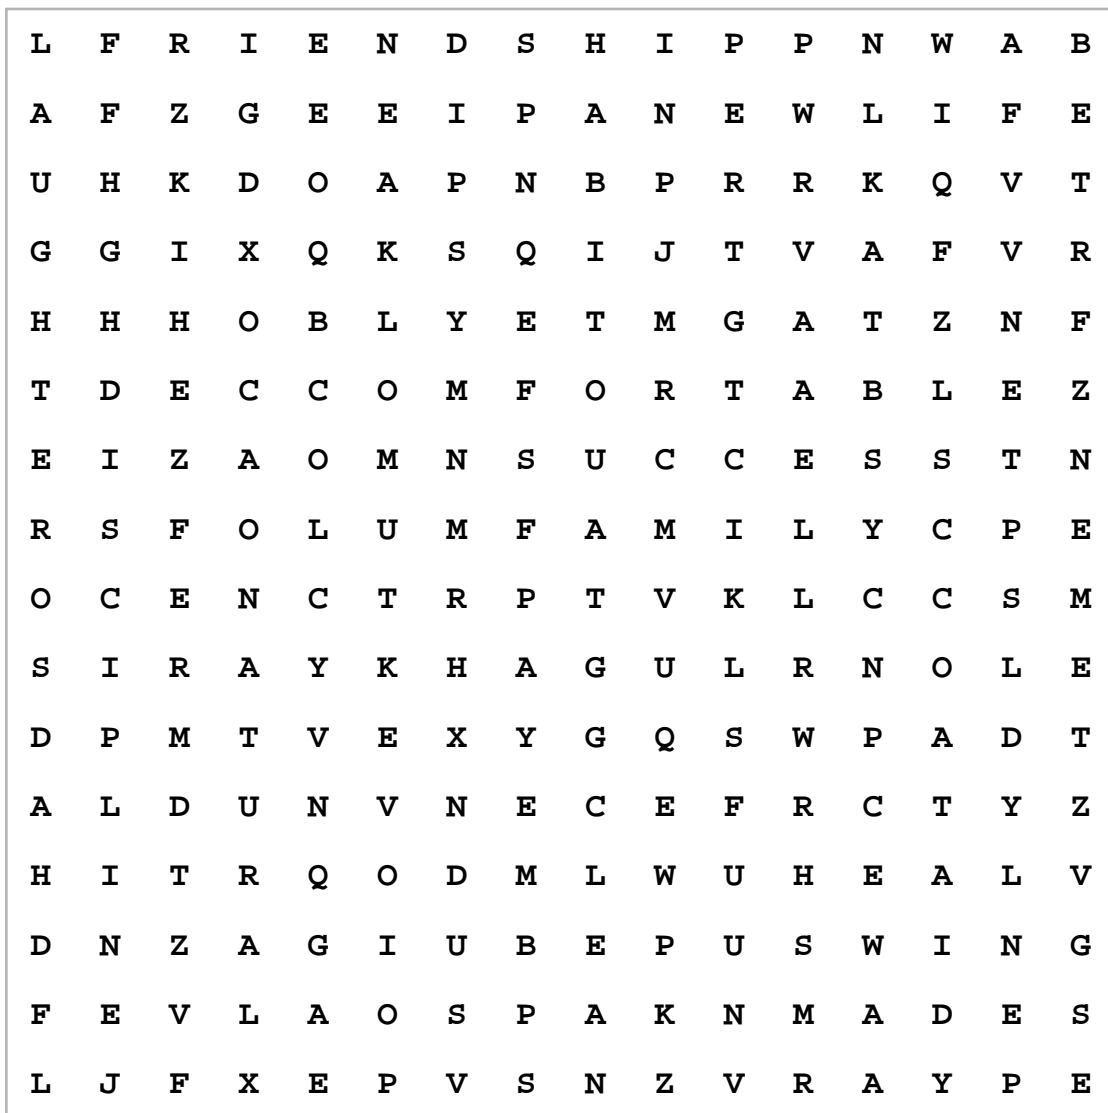 L F R I E N D S H I P P N W A B
A F Z G E E I P A N E W L I F E
U H K D O A P N B P R R K Q V T
G G I X Q K S Q I J T V A F V R
H H H O B L Y E T M G A T Z N F
T D E C C O M F O R T A B L E Z
E I Z A O M N S U C C E S S T N
R S F O L U M F A M I L Y C P E
O C E N C T R P T V K L C C S M
S I R A Y K H A G U L R N O L E
D P M T V E X Y G Q S W P A D T
A L D U N V N E C E F R C T Y Z
H I T R Q O D M L W U H E A L V
D N Z A G I U B E P U S W I N G
F E V L A O S P A K N M A D E S
L J F X E P V S N Z V R A Y P E